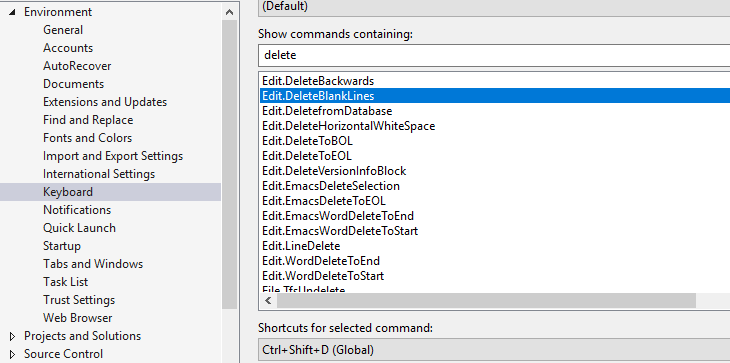 Environment
General
Accounts
AutoRecover
Documents
Extensions and Updates
Find and Replace
Fonts and Colors
Import and Export Settings
International Settings
Keyboard
Notifications
Quick Launch
Startup
Tabs and Windows
Task List
Trust Settings
Web Browser
Projects and Solutions
Source Control
(Default)
Show commands containing:
delete
Edit.DeleteBackwards
Edit.DeleteBlankLines
Edit.DeletefromDatabase
Edit.DeleteHorizontalWhiteSpace
Edit.DeleteToBOL
Edit.DeleteToEOL
Edit.DeleteVersionInfoBlock
Edit.EmacsDeleteSelection
Edit.EmacsDeleteToEOL
Edit.EmacsWordDeleteToEnd
Edit.EmacsWordDeleteToStart
Edit.LineDelete
Edit.WordDeleteToEnd
Edit.WordDeleteToStart
File.TfsUndelete
Shortcuts for selected command:
Ctrl+Shift+D (Global)